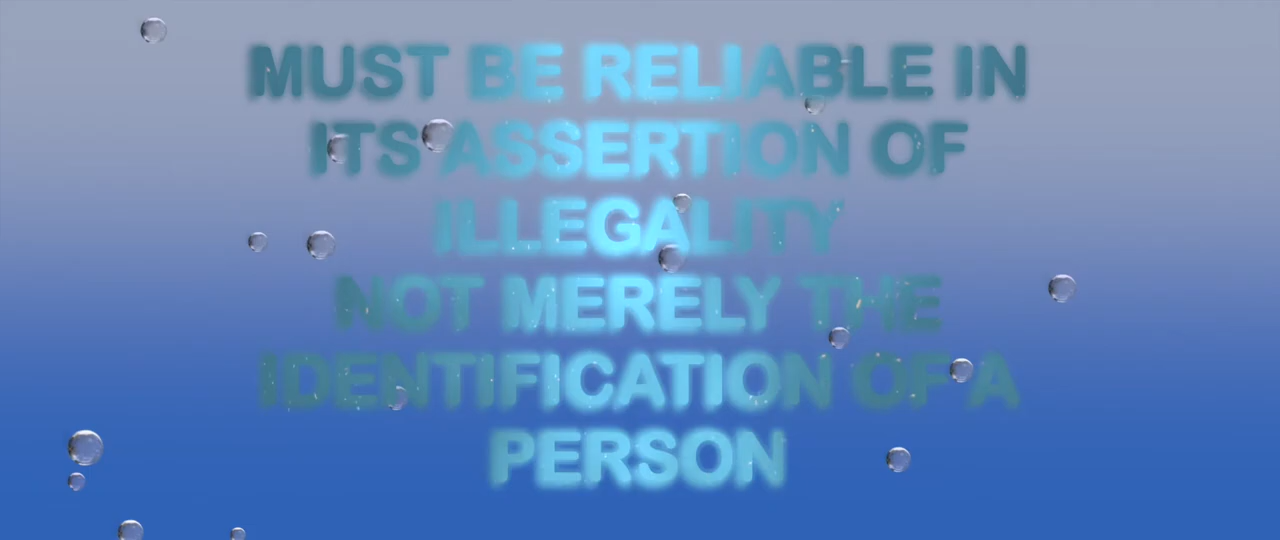 MUST BE RELIABLE IN
ITS ASSERTION OF
ILLEGALITY
NOT MERELY THE
IDENTIFICATION OF A
PERSON